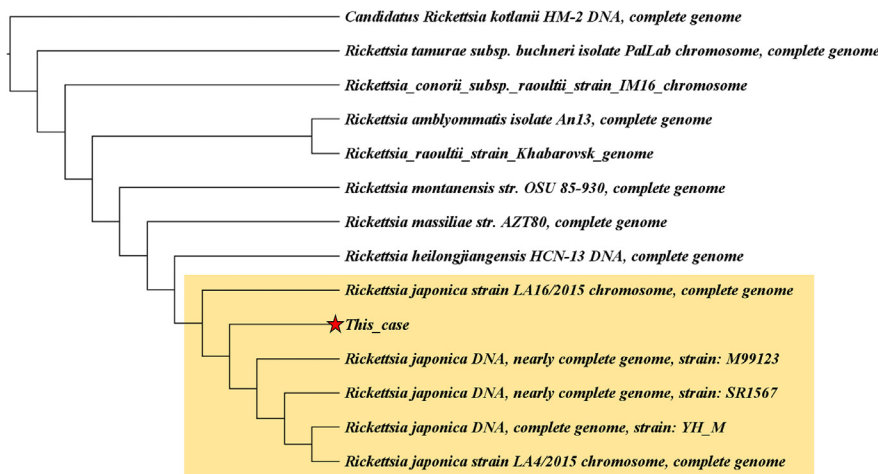 Candidatus Rickettsia kotlanii HM-2 DNA, complete genome
Rickettsia tamurae subsp. buchneri isolate PalLab chromosome, complete genome
Rickettsia_conorii_subsp._raoultii_strain_IM16_chromosome
Rickettsia amblyommatis isolate An13, complete genome
Rickettsia_raoultii_strain_Khabarovsk_genome
Rickettsia montanensis str. OSU 85-930, complete genome
Rickettsia massiliae str. AZT80, complete genome
Rickettsia heilongjiangensis HCN-13 DNA, complete genome
Rickettsia japonica strain LA16/2015 chromosome, complete genome
This_case
Rickettsia japonica DNA, nearly complete genome, strain: M99123
Rickettsia japonica DNA, nearly complete genome, strain: SR1567
Rickettsia japonica DNA, complete genome, strain: YH_M
Rickettsia japonica strain LA4/2015 chromosome, complete genome